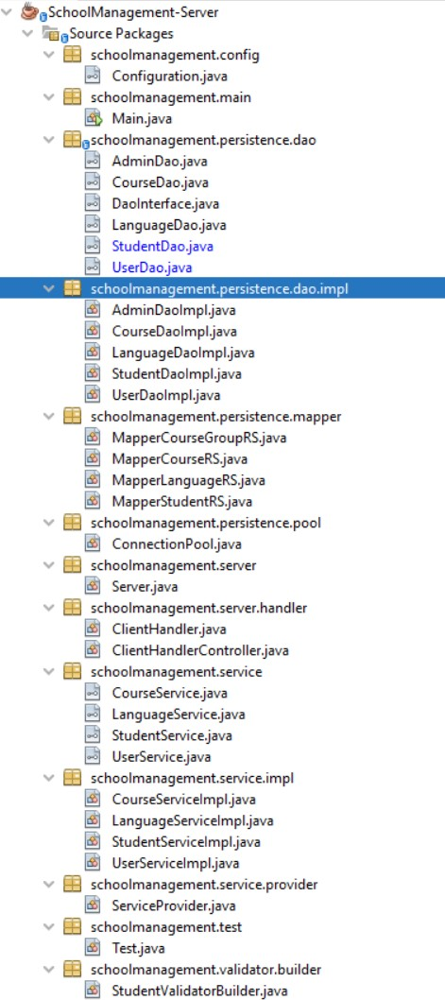 SchoolManagement-Server
Source Packages
schoolmanagement.config
Configuration.java
schoolmanagement.main
Main.java
schoolmanagement.persistence.dao
AdminDao.java
CourseDao.java
DaoInterface.java
LanguageDao.java
StudentDao.java
UserDao.java
schoolmanagement.persistence.dao.impl
AdminDaoImpl.java
CourseDaoImpl.java
LanguageDaoImpl.java
StudentDaoImpl.java
UserDaoImpl.java
schoolmanagement.persistence.mapper
MapperCourseGroupRS.java
MapperCourseRS.java
MapperLanguageRS.java
MapperStudentRS.java
schoolmanagement.persistence.pool
ConnectionPool.java
schoolmanagement.server
Server.java
schoolmanagement.server.handler
ClientHandler.java
ClientHandlerController.java
schoolmanagement.service
CourseService.java
LanguageService.java
StudentService.java
UserService.java
schoolmanagement.service.impl
CourseServiceImpl.java
LanguageServiceImpl.java
StudentServiceImpl.java
UserServiceImpl.java
schoolmanagement.service.provider
ServiceProvider.java
schoolmanagement.test
Test.java
schoolmanagement.validator.builder
StudentValidatorBuilder.java